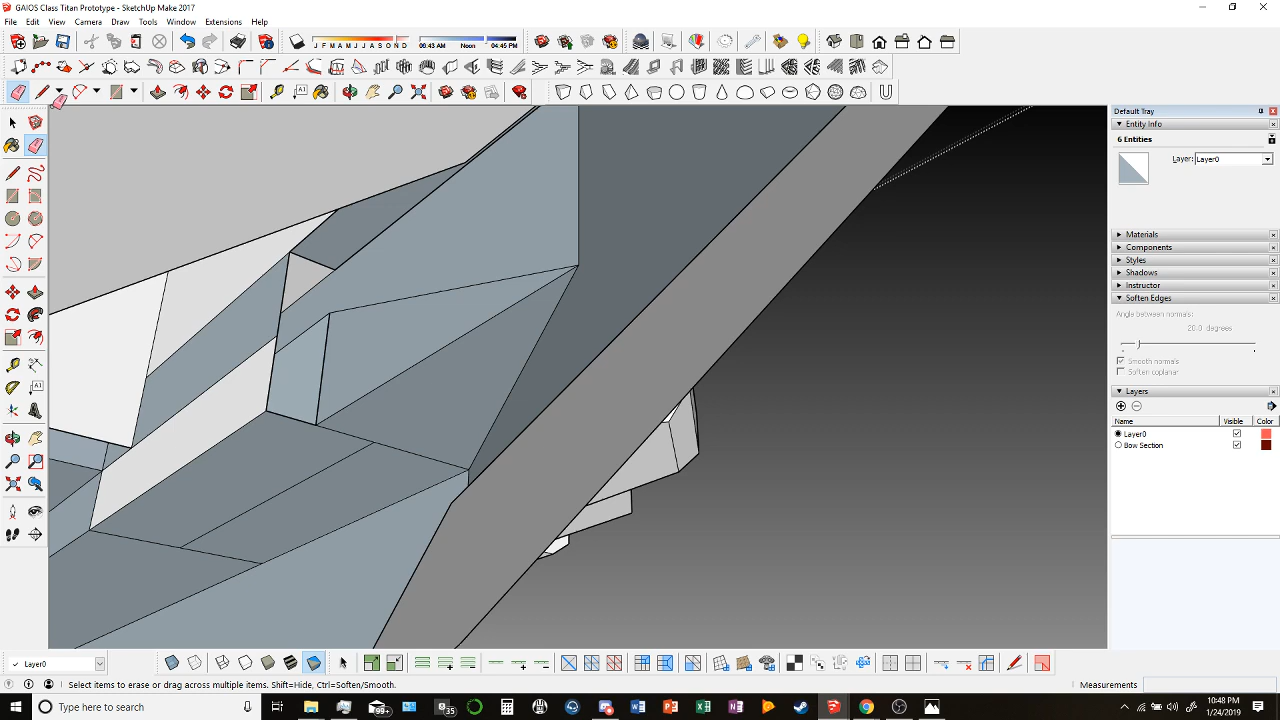 GAIOS Class Titan Prototype - SketchUp Make 2017
File Edit View Camera Draw Tools Window Extensions Help
J F M A M J J A S O N D
08:43 AM Noon 04:45 PM
Default Tray
Entity Info
6 Entities
Layer: Layer0
Materials
Components
Styles
Shadows
Instructor
Soften Edges
Angle between normals:
20.0 degrees
Smooth normals
Soften coplanar
Layers
Name Visible Color
Layer0
Bow Section
Layer0
Select items to erase or drag across multiple items. Shift=Hide, Ctrl=Soften/Smooth.
Measurements
Type here to search
99+
35
10:48 PM
1/24/2019